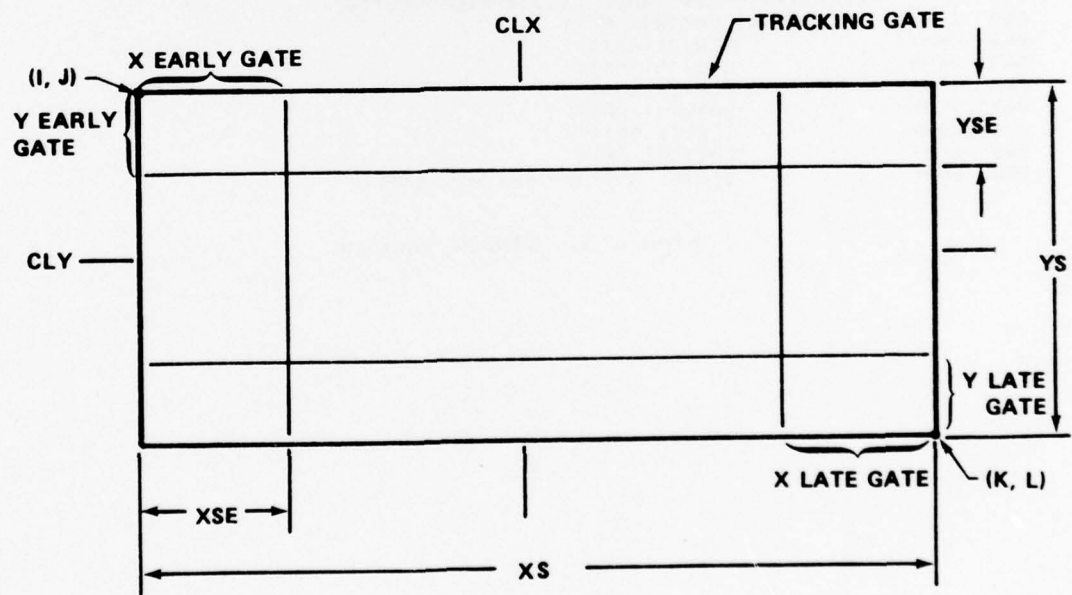 CLX
TRACKING GATE
X EARLY GATE
(I, J)
Y EARLY
GATE
YSE
CLY
YS
Y LATE
GATE
X LATE GATE
(K, L)
XSE
XS